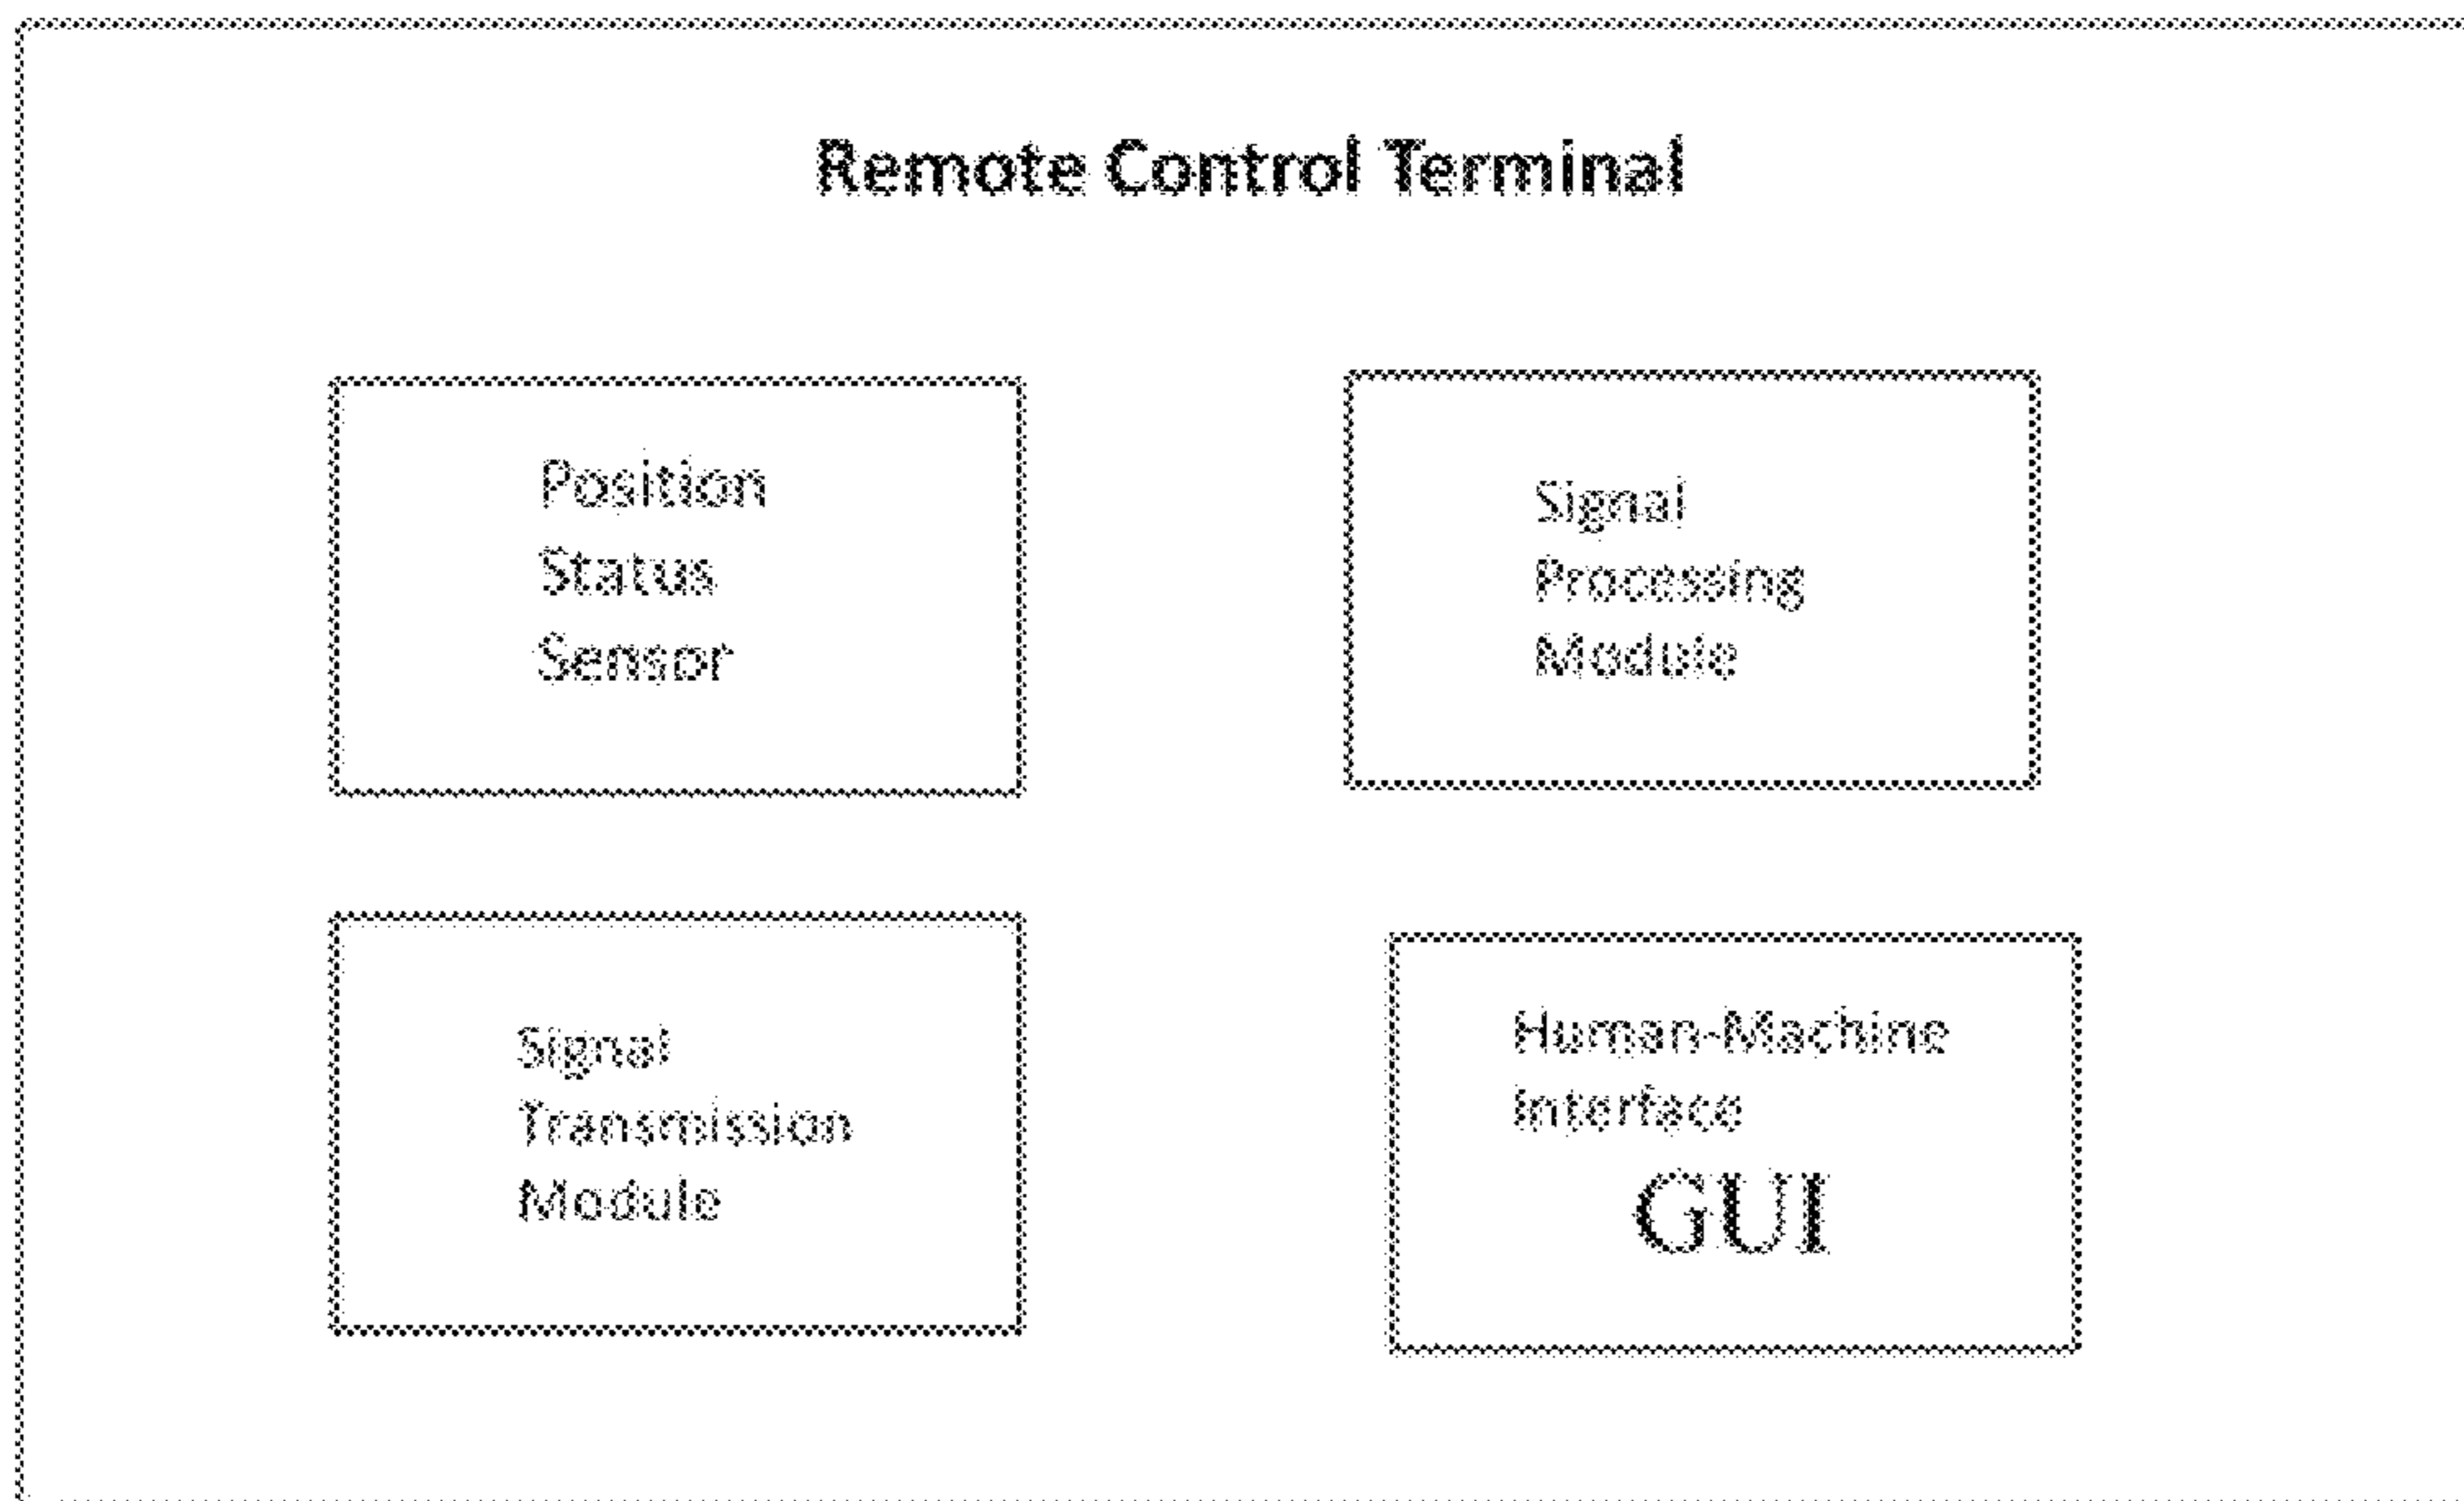 Remote Control Terminal
Position
Status
Sensor
Signal
Processing
Module
Signal
Transmission
Module
Human-Machine
Interface
GUI